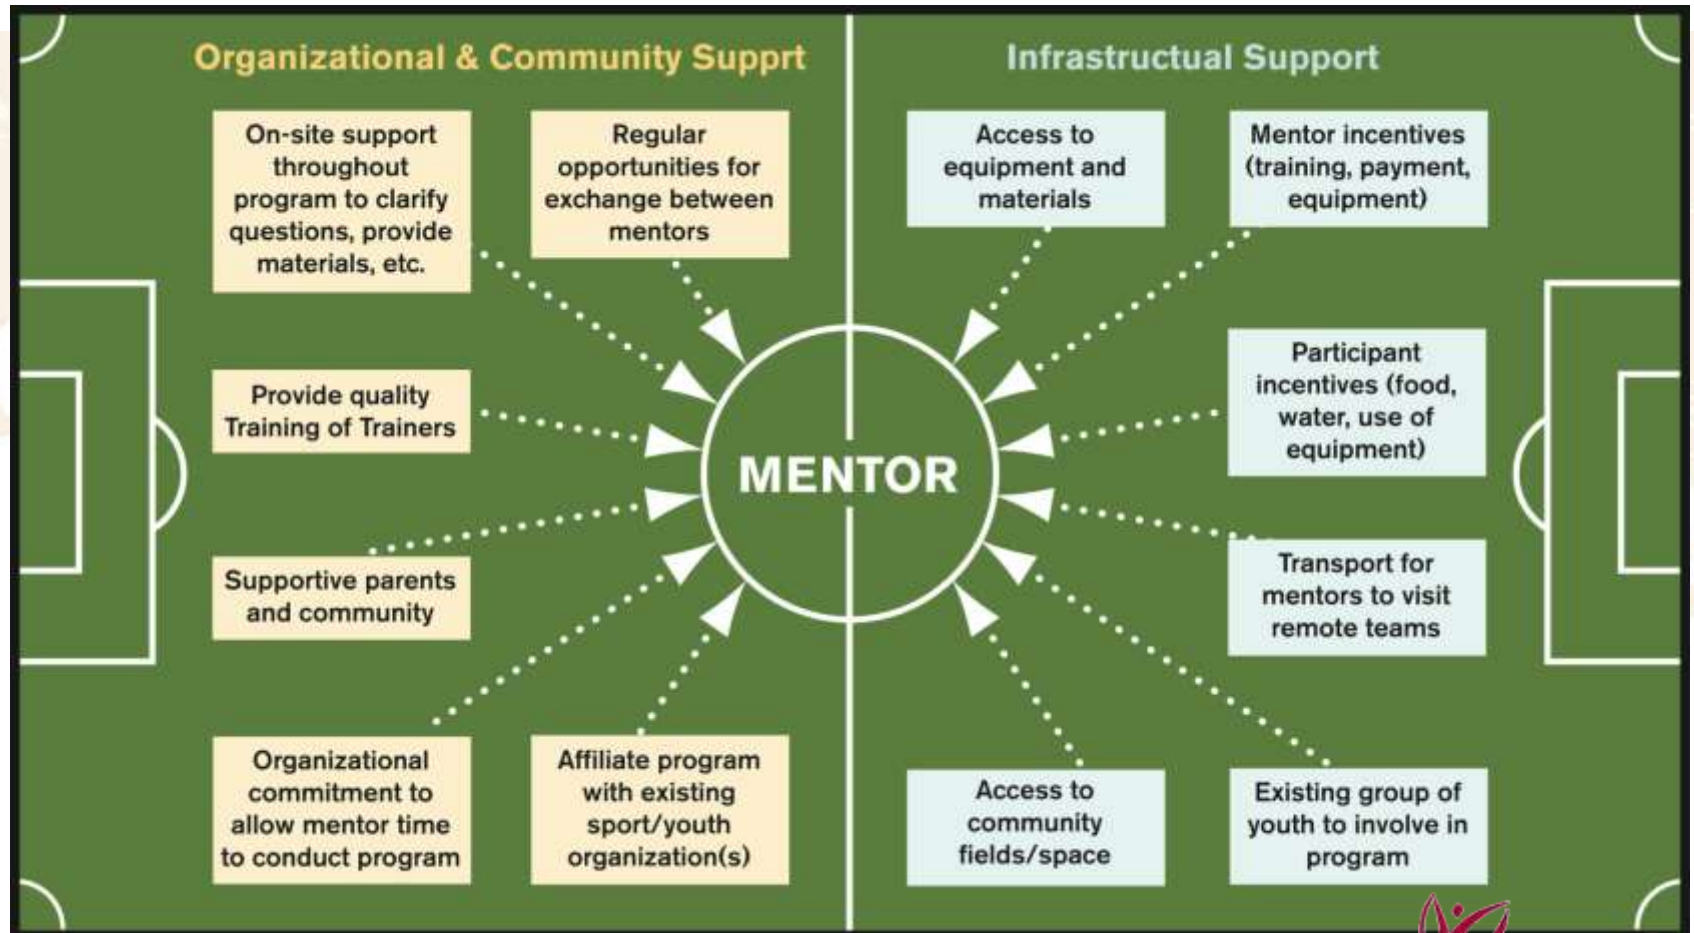 Organizational & Community Supprt
On-site support
throughout
program to clarify
questions, provide
materials, etc.
Regular
opportunities for
exchange between
mentors
Provide quality
Training of Trainers
Supportive parents
and community
Organizational
commitment to
allow mentor time
to conduct program
Affiliate program
with existing
sport/youth
organization(s)
MENTOR
Infrastructual Support
Access to
equipment and
materials
Mentor incentives
(training, payment,
equipment)
Participant
incentives (food,
water, use of
equipment)
Transport for
mentors to visit
remote teams
Access to
community
fields/space
Existing group of
youth to involve in
program